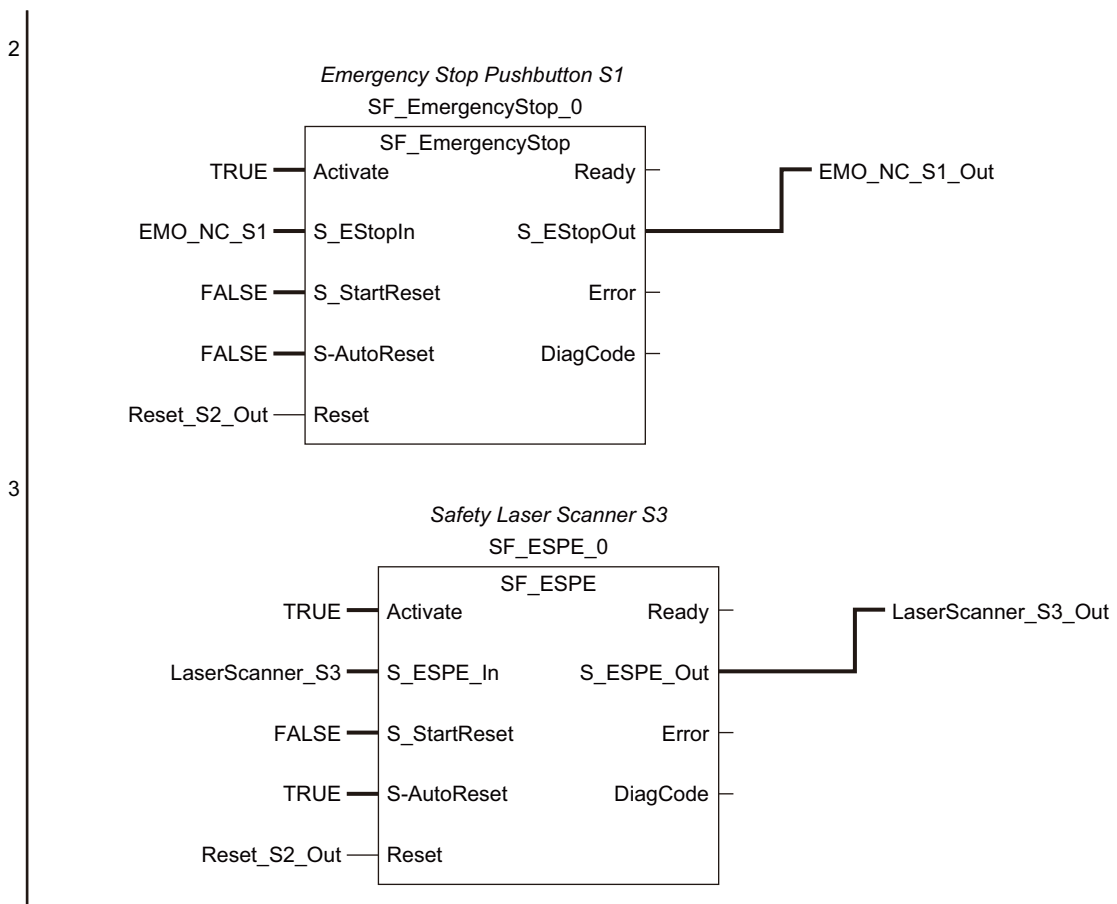 2
Emergency Stop Pushbutton S1
SF_EmergencyStop_0
SF_EmergencyStop
TRUE Activate Ready EMO_NC_S1_Out
EMO_NC_S1 S_EStopIn S_EStopOut
FALSE S_StartReset Error
FALSE S-AutoReset DiagCode
Reset_S2_Out Reset
3
Safety Laser Scanner S3
SF_ESPE_0
SF_ESPE
TRUE Activate Ready LaserScanner_S3_Out
LaserScanner_S3 S_ESPE_In S_ESPE_Out
FALSE S_StartReset Error
TRUE S-AutoReset DiagCode
Reset_S2_Out Reset